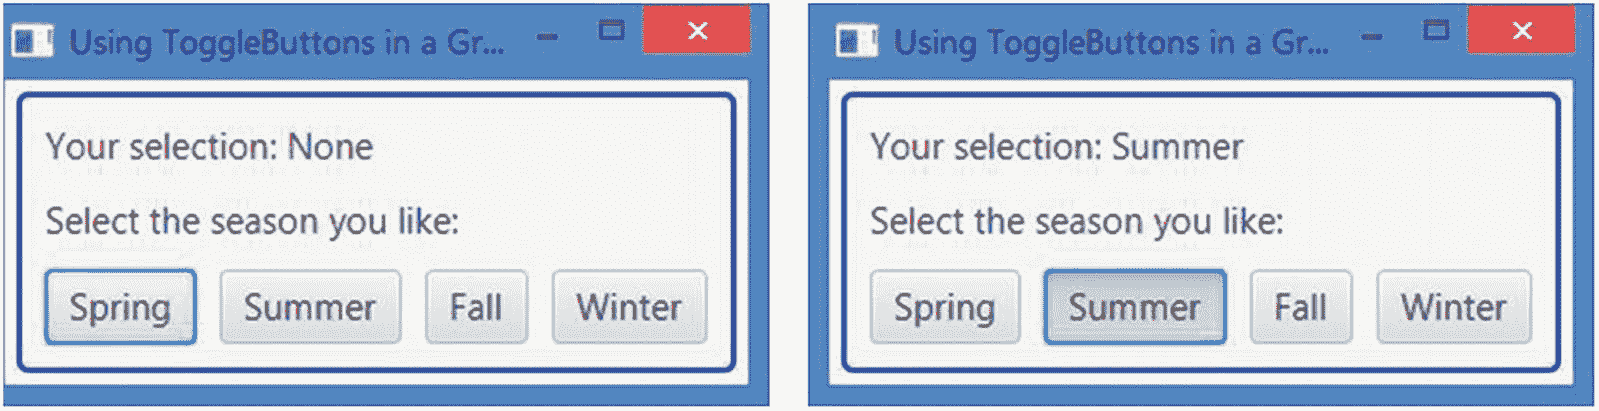 Using ToggleButtons in a Gr...
Your selection: None
Select the season you like:
Spring Summer Fall Winter
Using ToggleButtons in a Gr...
Your selection: Summer
Select the season you like:
Spring Summer Fall Winter